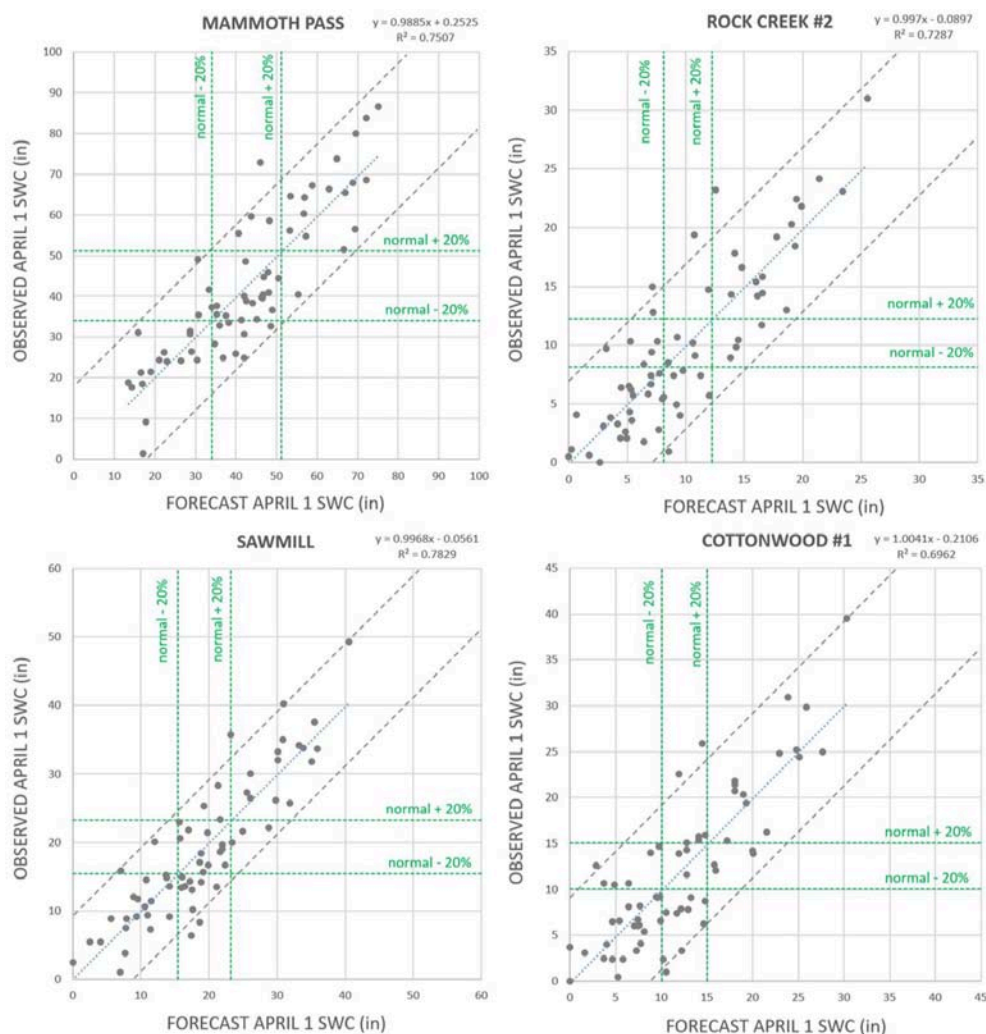 MAMMOTH PASS
y = 0.9885x + 0.2525
R² = 0.7507
100
90
80
70
60
50
40
30
20
10
0
OBSERVED APRIL 1 SWC (in)
normal - 20%
normal + 20%
normal + 20%
normal - 20%
0 10 20 30 40 50 60 70 80 90 100
FORECAST APRIL 1 SWC (in)
ROCK CREEK #2
y = 0.997x - 0.0897
R² = 0.7287
35
30
25
20
15
10
5
0
OBSERVED APRIL 1 SWC (in)
normal - 20%
normal + 20%
normal + 20%
normal - 20%
0 5 10 15 20 25 30 35
FORECAST APRIL 1 SWC (in)
SAWMILL
y = 0.9968x - 0.0561
R² = 0.7829
60
50
40
30
20
10
0
OBSERVED APRIL 1 SWC (in)
normal - 20%
normal + 20%
normal + 20%
normal - 20%
0 10 20 30 40 50 60
FORECAST APRIL 1 SWC (in)
COTTONWOOD #1
y = 1.0041x - 0.2106
R² = 0.6962
45
40
35
30
25
20
15
10
5
0
OBSERVED APRIL 1 SWC (in)
normal - 20%
normal + 20%
normal + 20%
normal - 20%
0 5 10 15 20 25 30 35 40 45
FORECAST APRIL 1 SWC (in)